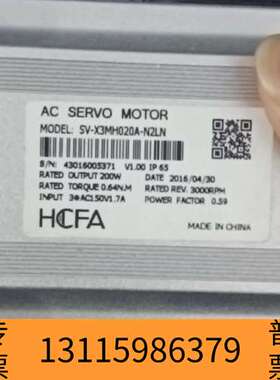 AC SERVO MOTOR
MODEL: SV-X3MH020A-N2LN
S/N: 43016005371 V1.00 IP 65
RATED OUTPUT 200W DATE 2016/04/30
RATED TORQUE 0.64N.M RATED REV. 3000RPM
INPUT 3ΦAC150V1.7A POWER FACTOR 0.59
HCFA
MADE IN CHINA
票 13115986379 票